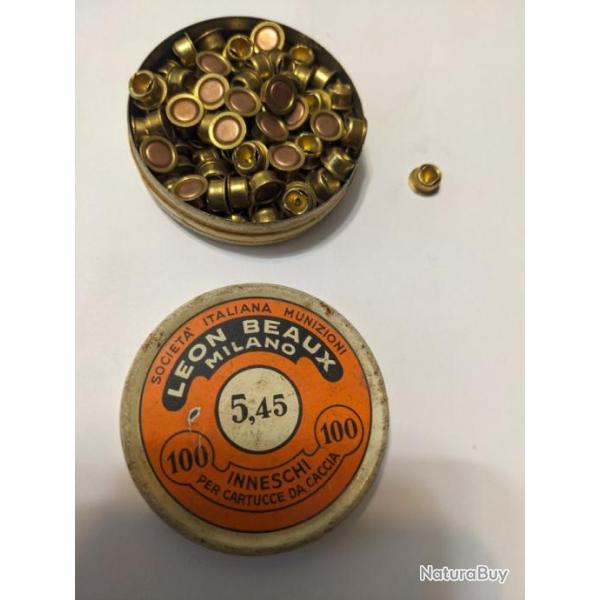 SOCIETA' ITALIANA MUNIZIONI
LEON BEAUX
MILANO
5,45
100
100
INNESCHI
PER CARTUCCE DA CACCIA
NaturaBuy